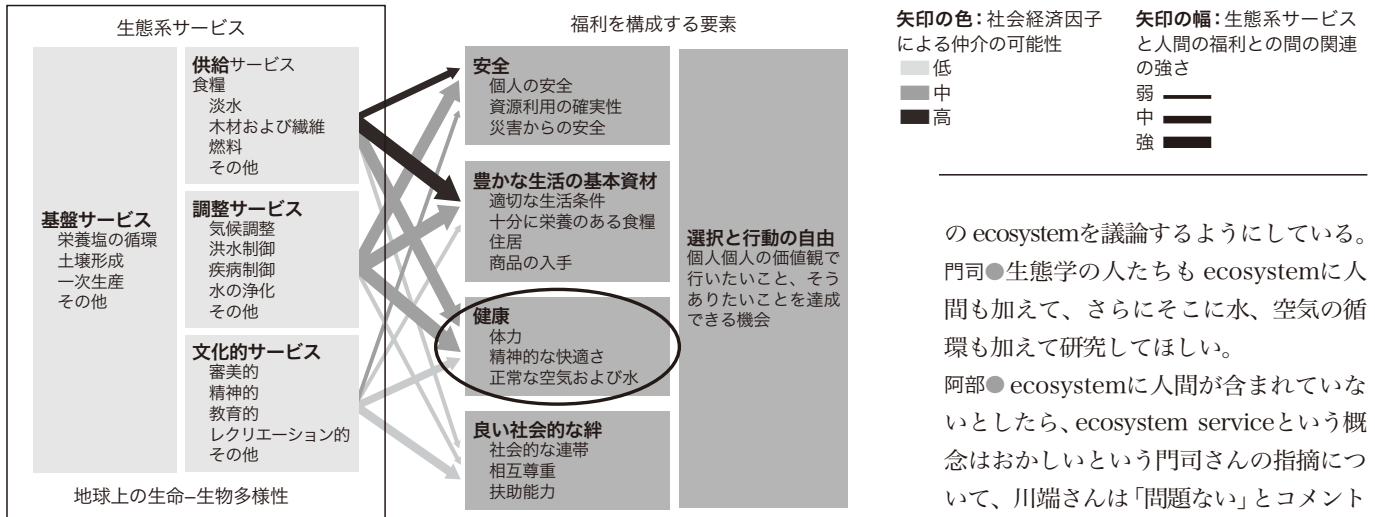 生態系サービス
基盤サービス
栄養塩の循環
土壌形成
一次生産
その他
供給サービス
食糧
淡水
木材および繊維
燃料
その他
調整サービス
気候調整
洪水制御
疾病制御
水の浄化
その他
文化的サービス
審美的
精神的
教育的
レクリエーション的
その他
地球上の生命–生物多様性
福利を構成する要素
安全
個人の安全
資源利用の確実性
災害からの安全
豊かな生活の基本資材
適切な生活条件
十分に栄養のある食糧
住居
商品の入手
健康
体力
精神的な快適さ
正常な空気および水
良い社会的な絆
社会的な連帯
相互尊重
扶助能力
選択と行動の自由
個人個人の価値観で
行いたいこと、そう
ありたいことを達成
できる機会
矢印の色：社会経済因子
による仲介の可能性
低
中
高
矢印の幅：生態系サービス
と人間の福利との間の関連
の強さ
弱
中
強
の ecosystemを議論するようにしている。
門司●生態学の人たちも ecosystemに人
間も加えて、さらにそこに水、空気の循
環も加えて研究してほしい。
阿部● ecosystemに人間が含まれていな
いとしたら、ecosystem serviceという概
念はおかしいという門司さんの指摘につ
いて、川端さんは「問題ない」とコメント